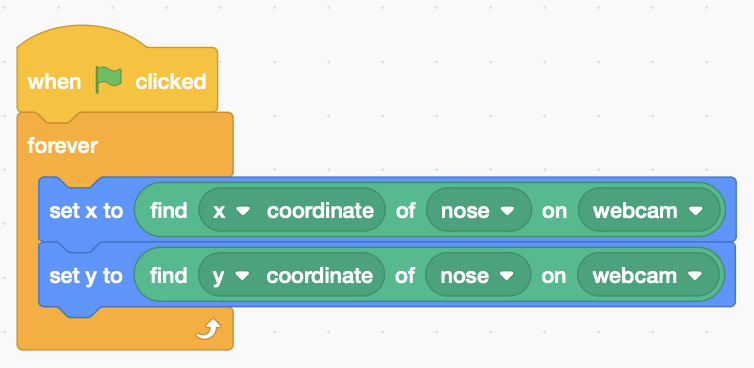 when clicked
forever
set x to find x coordinate of nose on webcam
set y to find y coordinate of nose on webcam